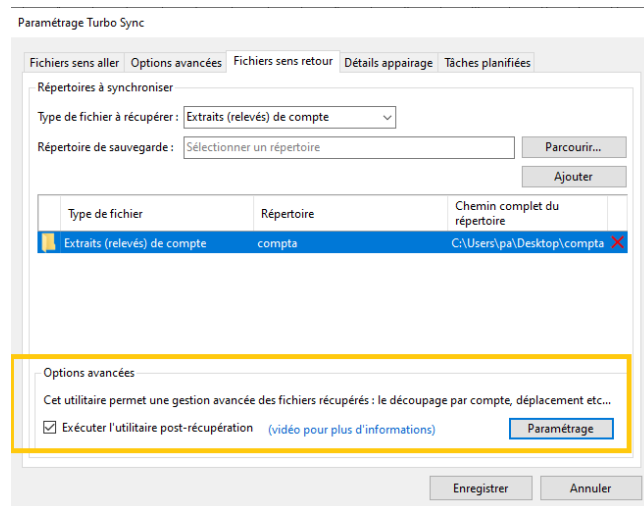 Paramétrage Turbo Sync
Fichiers sens aller Options avancées Fichiers sens retour Détails appairage Tâches planifiées
Répertoires à synchroniser
Type de fichier à récupérer : Extraits (relevés) de compte
Répertoire de sauvegarde : Sélectionner un répertoire Parcourir...
Ajouter
Type de fichier Répertoire Chemin complet du
répertoire
Extraits (relevés) de compte compta C:\Users\pa\Desktop\compta
Options avancées
Cet utilitaire permet une gestion avancée des fichiers récupérés : le découpage par compte, déplacement etc...
Exécuter l'utilitaire post-récupération (vidéo pour plus d'informations) Paramétrage
Enregistrer Annuler